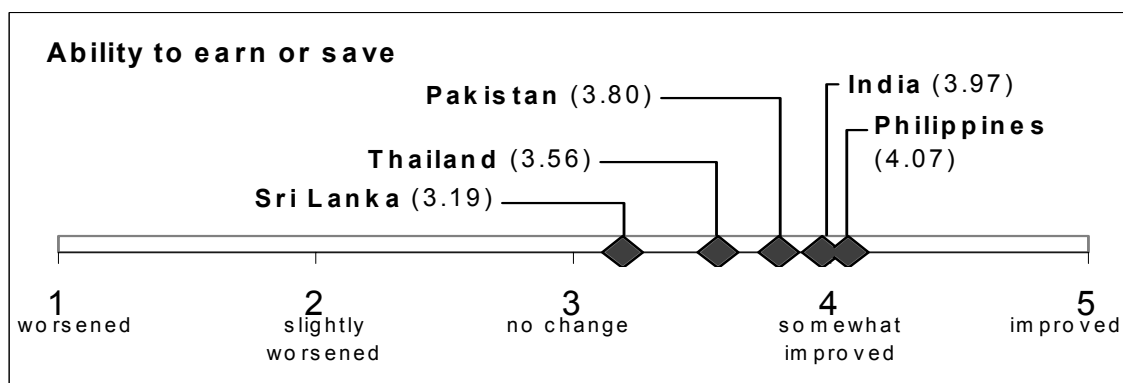 Ability to earn or save
India (3.97)
Pakistan (3.80)
Philippines
(4.07)
Thailand (3.56)
Sri Lanka (3.19)
1 2 3 4 5
worsened slightly no change somewhat improved
worsened improved